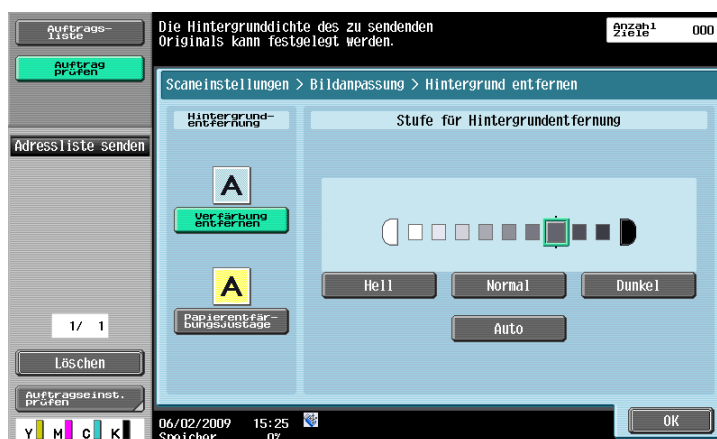 Auftrags-
liste
Die Hintergrunddichte des zu sendenden
Originals kann festgelegt werden.
Anzahl
Ziele
000
Auftrag
prüfen
Scaneinstellungen > Bildanpassung > Hintergrund entfernen
Hintergrund-
entfernung
Stufe für Hintergrundentfernung
Adressliste senden
A
Verfärbung
entfernen
A
Papierentfär-
bungsjustage
Hell
Normal
Dunkel
Auto
1/ 1
Löschen
Auftragseinst.
prüfen
06/02/2009 15:25
OK
Y M C K
Speicher 0%